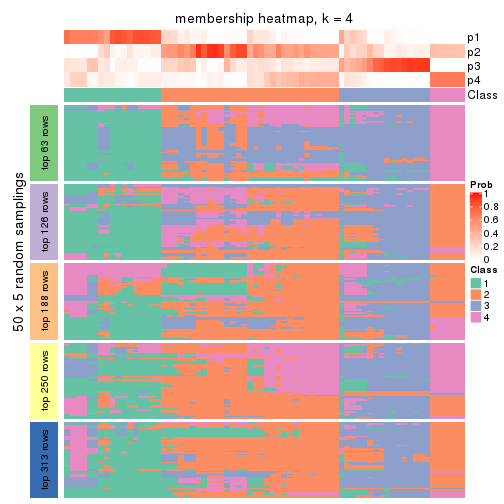 membership heatmap, k = 4
p1
p2
p3
p4
Class
50 x 5 random samplings
top 63 rows
top 126 rows
top 188 rows
top 250 rows
top 313 rows
Prob
1
0.8
0.6
0.4
0.2
0
Class
1
2
3
4